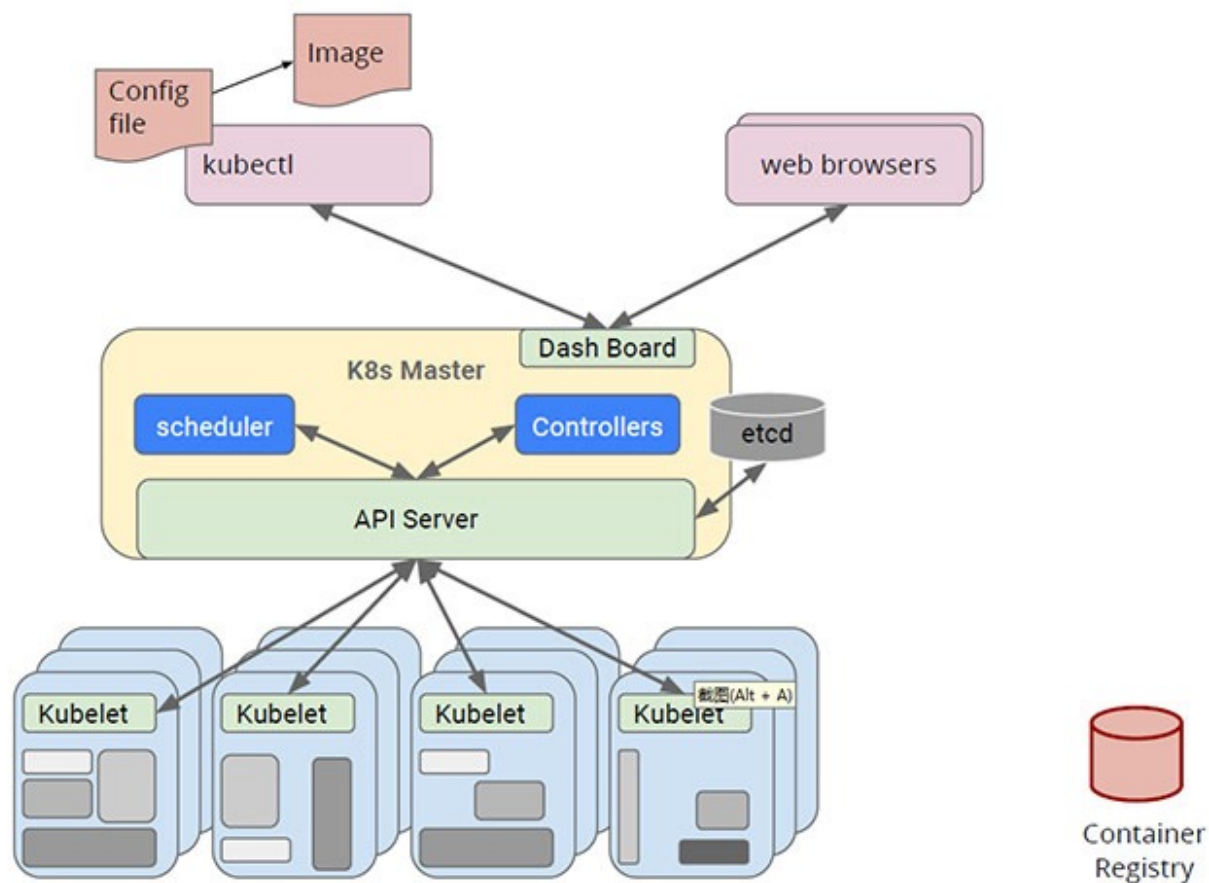 Image
Config
file
kubectl
web browsers
Dash Board
K8s Master
scheduler
Controllers
etcd
API Server
截图(Alt + A)
Kubelet
Kubelet
Kubelet
Kubelet
Container
Registry